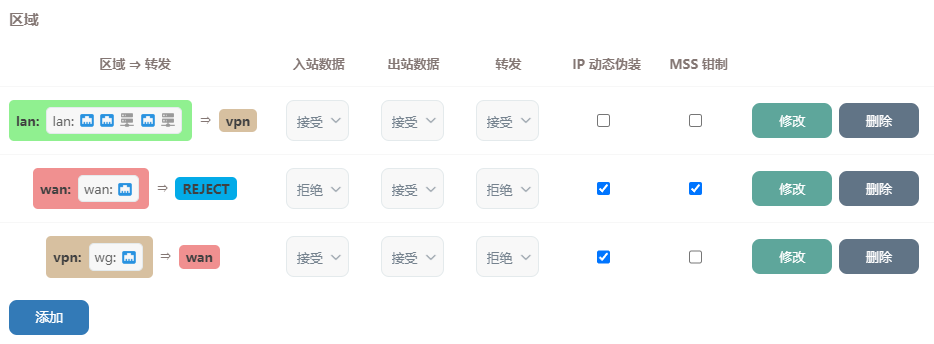 区域
区域 ⇒ 转发 入站数据 出站数据 转发 IP 动态伪装 MSS 钳制
lan: lan: ⇒ vpn 接受 接受 接受 修改 删除
wan: wan: ⇒ REJECT 拒绝 接受 拒绝 修改 删除
vpn: wg: ⇒ wan 接受 接受 拒绝 修改 删除
添加